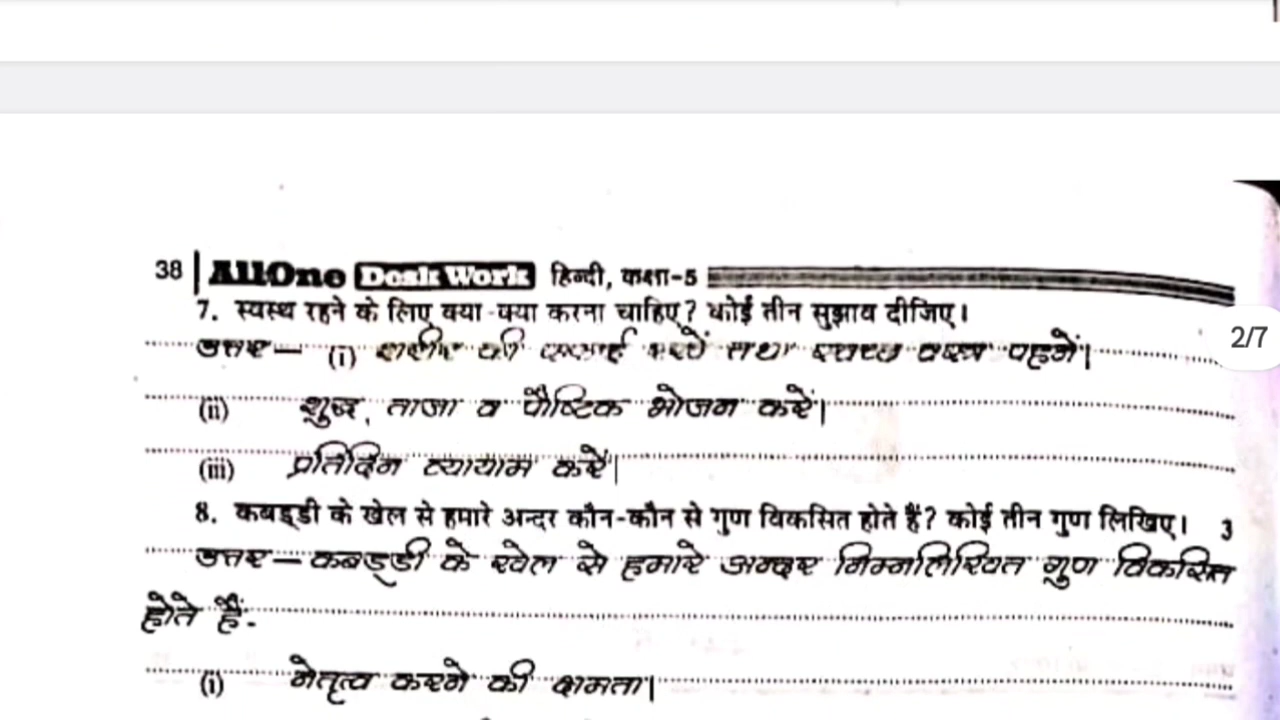 2/7
38 AllOne Desk Work हिन्दी, कक्षा-5
7. स्वस्थ रहने के लिए क्या-क्या करना चाहिए? कोई तीन सुझाव दीजिए।
उत्तर— (i) शरीर की सफाई करें तथा स्वच्छ वस्त्र पहनें।
(ii) शुद्ध, ताजा व पौष्टिक भोजन करें।
(iii) प्रतिदिन व्यायाम करें।
8. कबड्डी के खेल से हमारे अन्दर कौन-कौन से गुण विकसित होते हैं? कोई तीन गुण लिखिए। 3
उत्तर— कबड्डी के खेल से हमारे अन्दर निम्नलिखित गुण विकसित
होते हैं-
(i) नेतृत्व करने की क्षमता।